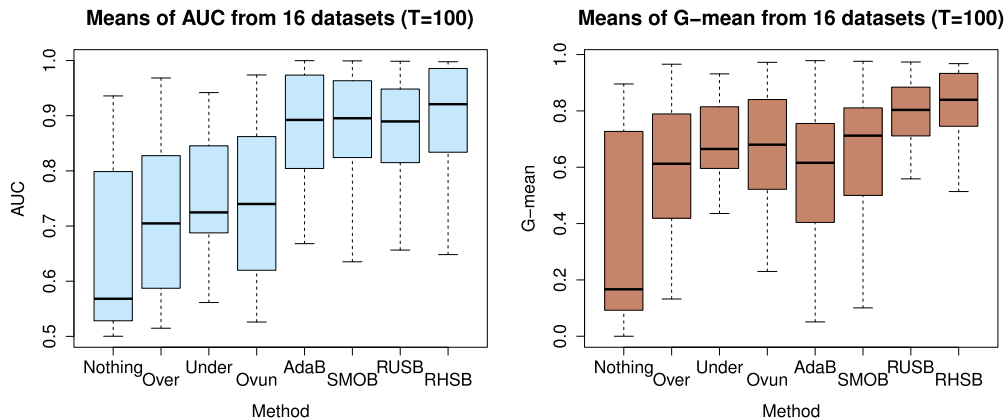 Means of AUC from 16 datasets (T=100)
AUC
1.0
0.9
0.8
0.7
0.6
0.5
Nothing Over Under Ovun AdaB SMOB RUSB RHSB
Method
Means of G−mean from 16 datasets (T=100)
G−mean
1.0
0.8
0.6
0.4
0.2
0.0
Nothing Over Under Ovun AdaB SMOB RUSB RHSB
Method